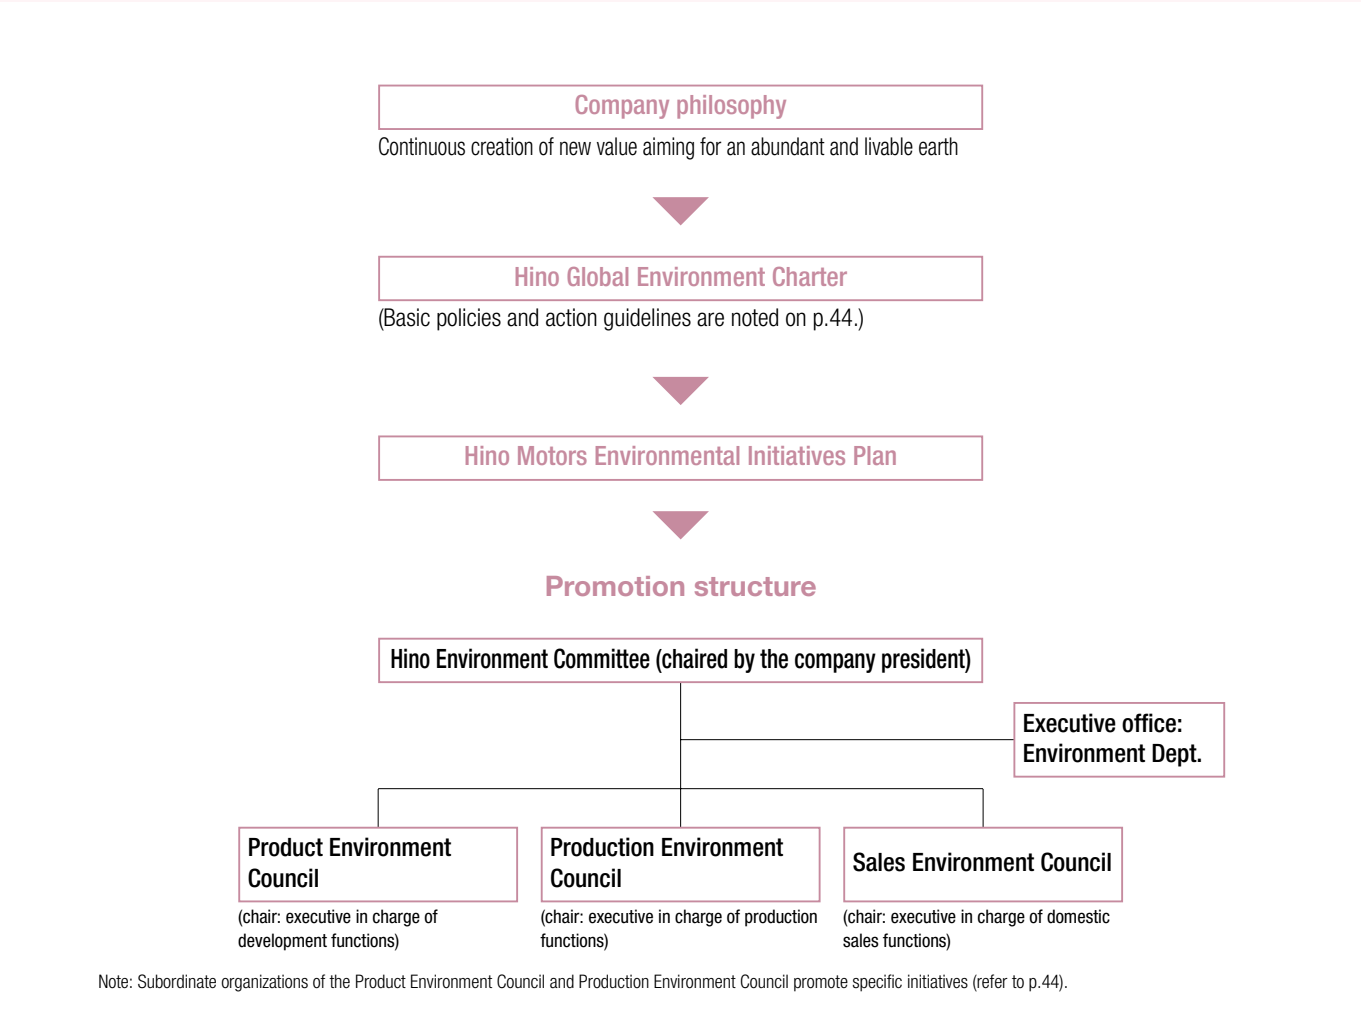 Company philosophy
Continuous creation of new value aiming for an abundant and livable earth
Hino Global Environment Charter
(Basic policies and action guidelines are noted on p.44.)
Hino Motors Environmental Initiatives Plan
Promotion structure
Hino Environment Committee (chaired by the company president)
Executive office:
Environment Dept.
Product Environment
Council
(chair: executive in charge of
development functions)
Production Environment
Council
(chair: executive in charge of production
functions)
Sales Environment Council
(chair: executive in charge of domestic
sales functions)
Note: Subordinate organizations of the Product Environment Council and Production Environment Council promote specific initiatives (refer to p.44).